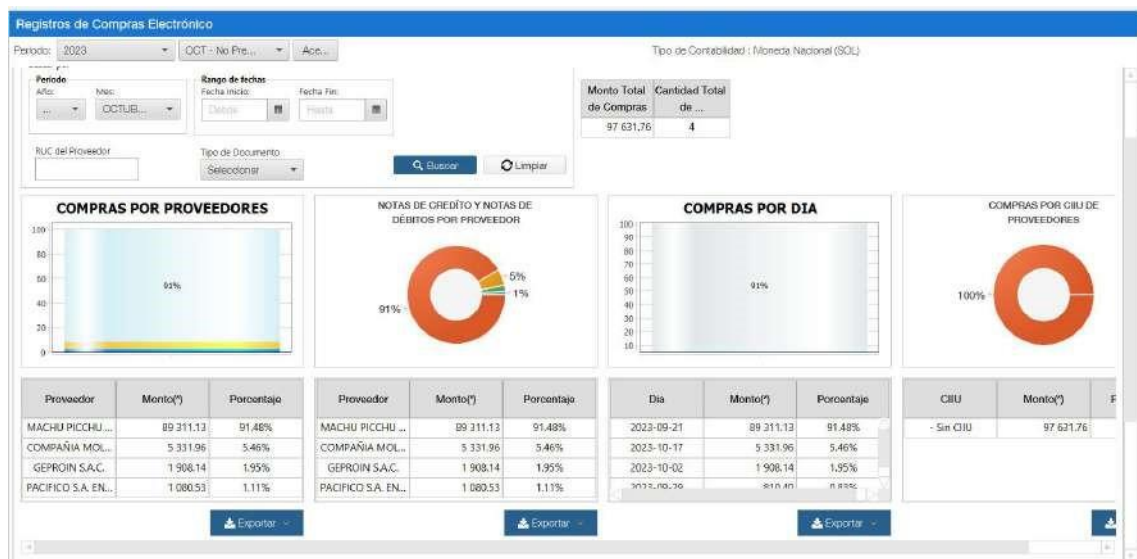 Registros de Compras Electrónico
Periodo: 2023 OCT - No Pre... Ace... Tipo de Contabilidad : Moneda Nacional (SOL)
Periodo
Año: Mes:
... OCTUB...
Rango de fechas
Fecha Inicio: Fecha Fin:
Desde Hasta
Monto Total de Compras Cantidad Total de ...
97 631.76 4
RUC del Proveedor
Tipo de Documento
Seleccionar
Buscar Limpiar
COMPRAS POR PROVEEDORES
100
80
60
40
20
0
91%
NOTAS DE CREDÍTO Y NOTAS DE
DÉBITOS POR PROVEEDOR
5%
1%
91%
COMPRAS POR DIA
100
90
80
70
60
50
40
30
20
10
91%
COMPRAS POR CIIU DE
PROVEEDORES
100%
Proveedor Monto(*) Porcentaje
MACHU PICCHU ... 89 311.13 91.48%
COMPAÑIA MOL... 5 331.96 5.46%
GEPROIN S.A.C. 1 908.14 1.95%
PACIFICO S.A. EN... 1 080.53 1.11%
Exportar
Proveedor Monto(*) Porcentaje
MACHU PICCHU ... 89 311.13 91.48%
COMPAÑIA MOL... 5 331.96 5.46%
GEPROIN S.A.C. 1 908.14 1.95%
PACIFICO S.A. EN... 1 080.53 1.11%
Exportar
Dia Monto(*) Porcentaje
2023-09-21 89 311.13 91.48%
2023-10-17 5 331.96 5.46%
2023-10-02 1 908.14 1.95%
2023-09-29 810.40 0.83%
Exportar
CIIU Monto(*) P
- Sin CIIU 97 631.76